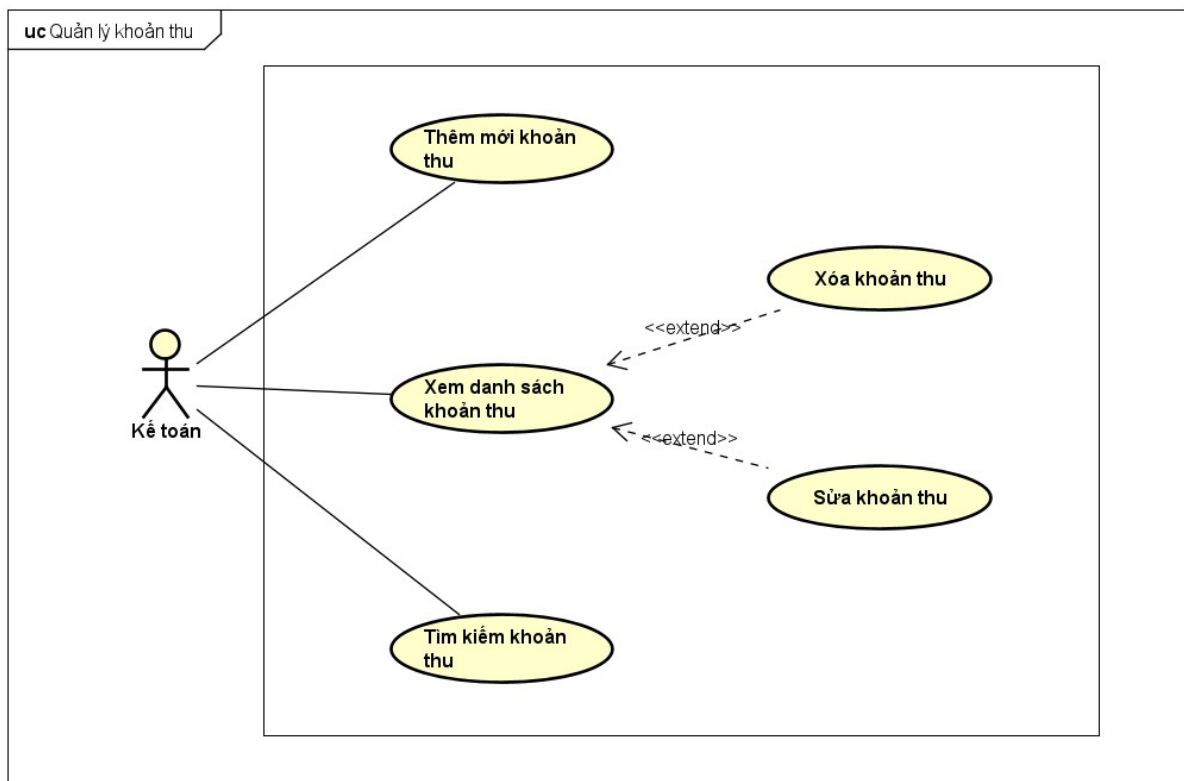 uc Quản lý khoản thu
Thêm mới khoản
thu
Xóa khoản thu
<<extend>>
Xem danh sách
khoản thu
Kế toán
<<extend>>
Sửa khoản thu
Tìm kiếm khoản
thu